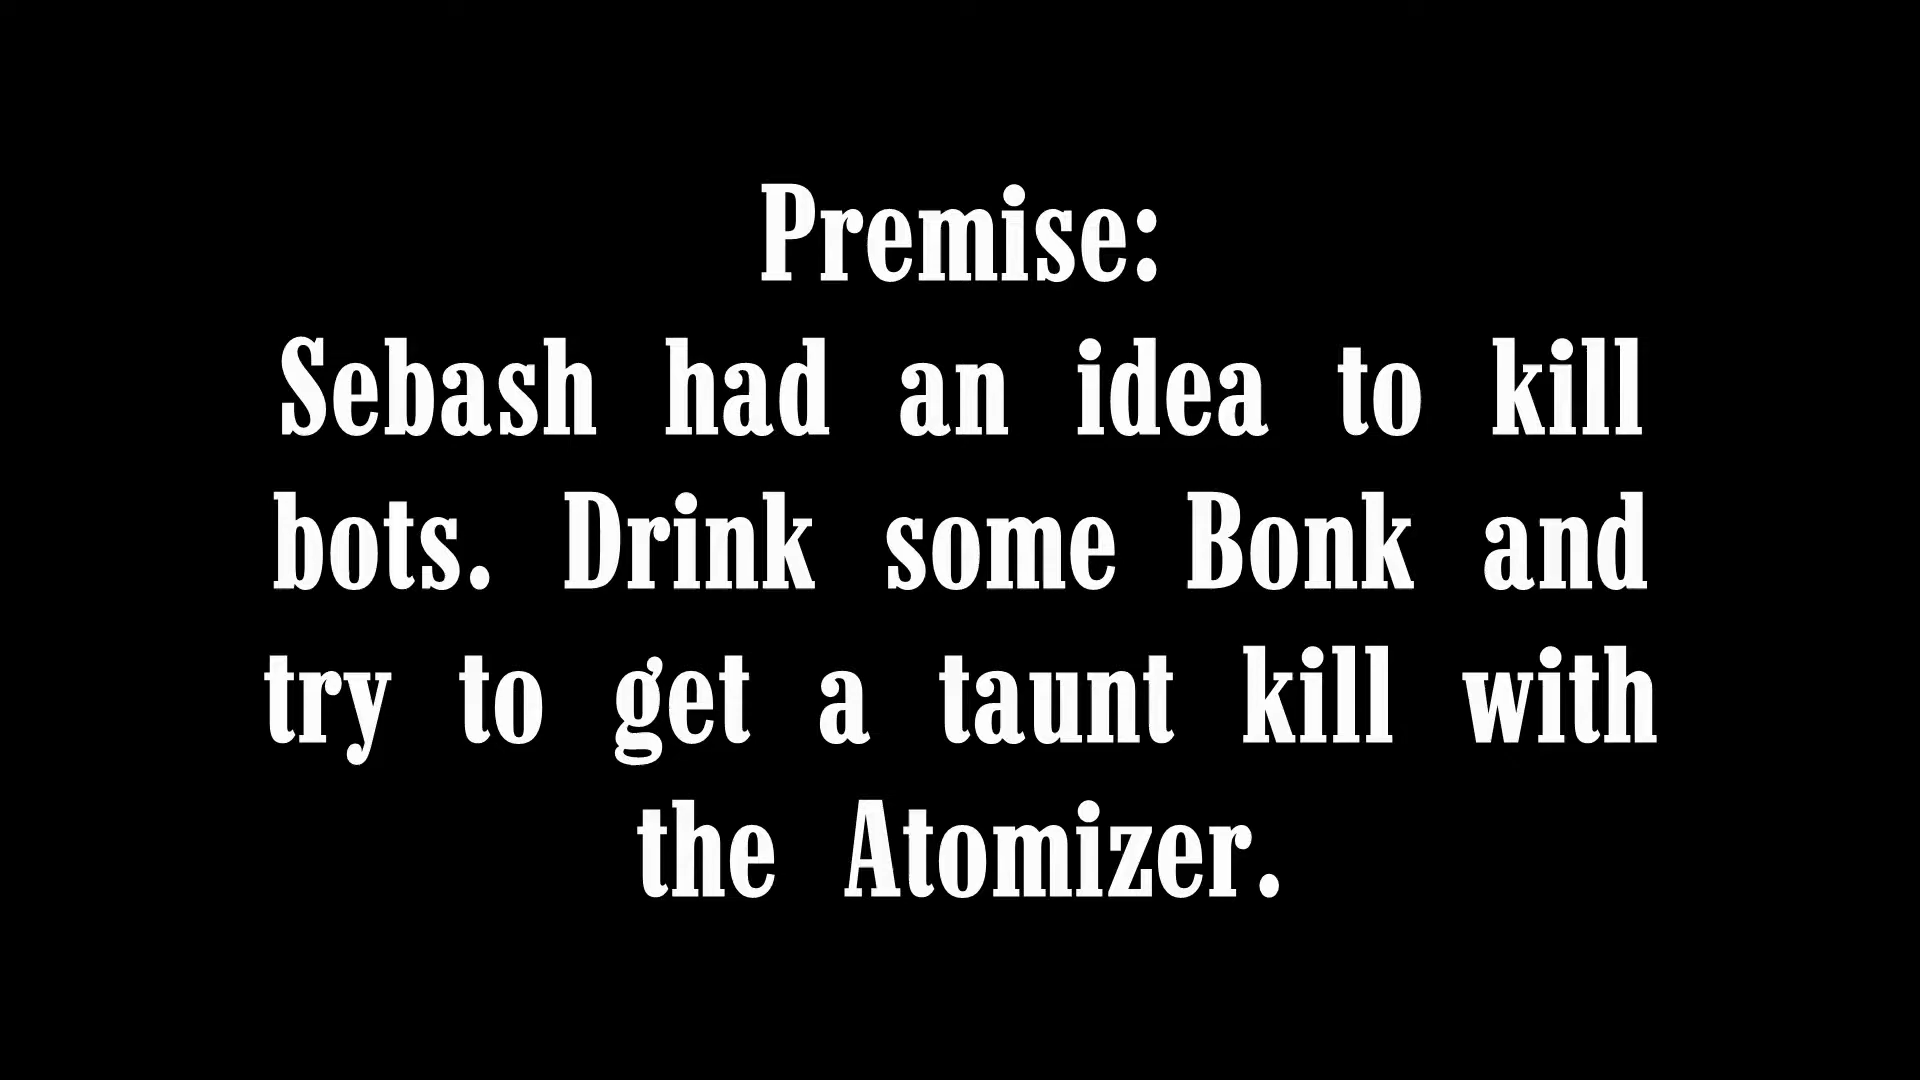 Premise:
Sebash had an idea to kill
bots. Drink some Bonk and
try to get a taunt kill with
the Atomizer.